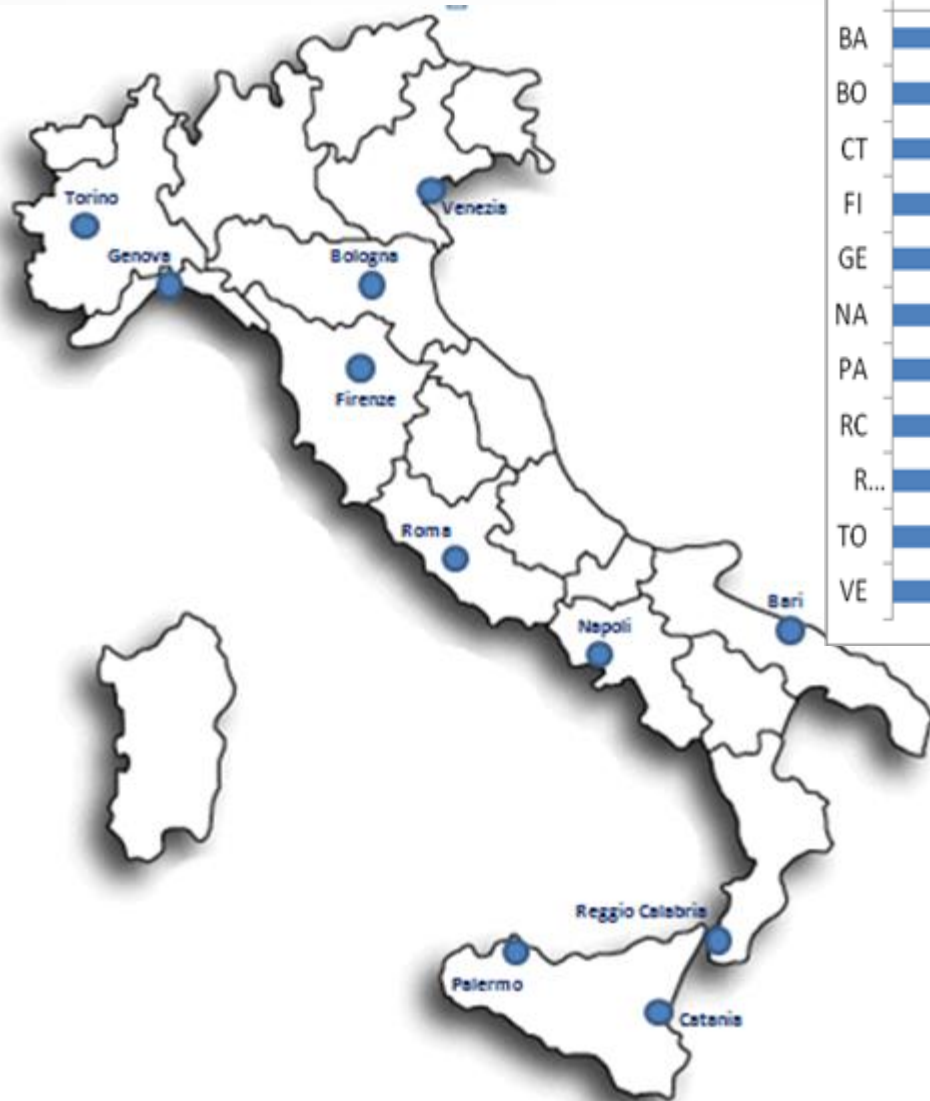 BA
BO
CT
FI
GE
NA
PA
RC
R...
TO
VE
Torino
Venezia
Genova
Bologna
Firenze
Roma
Bari
Napoli
Reggio Calabria
Palermo
Catania